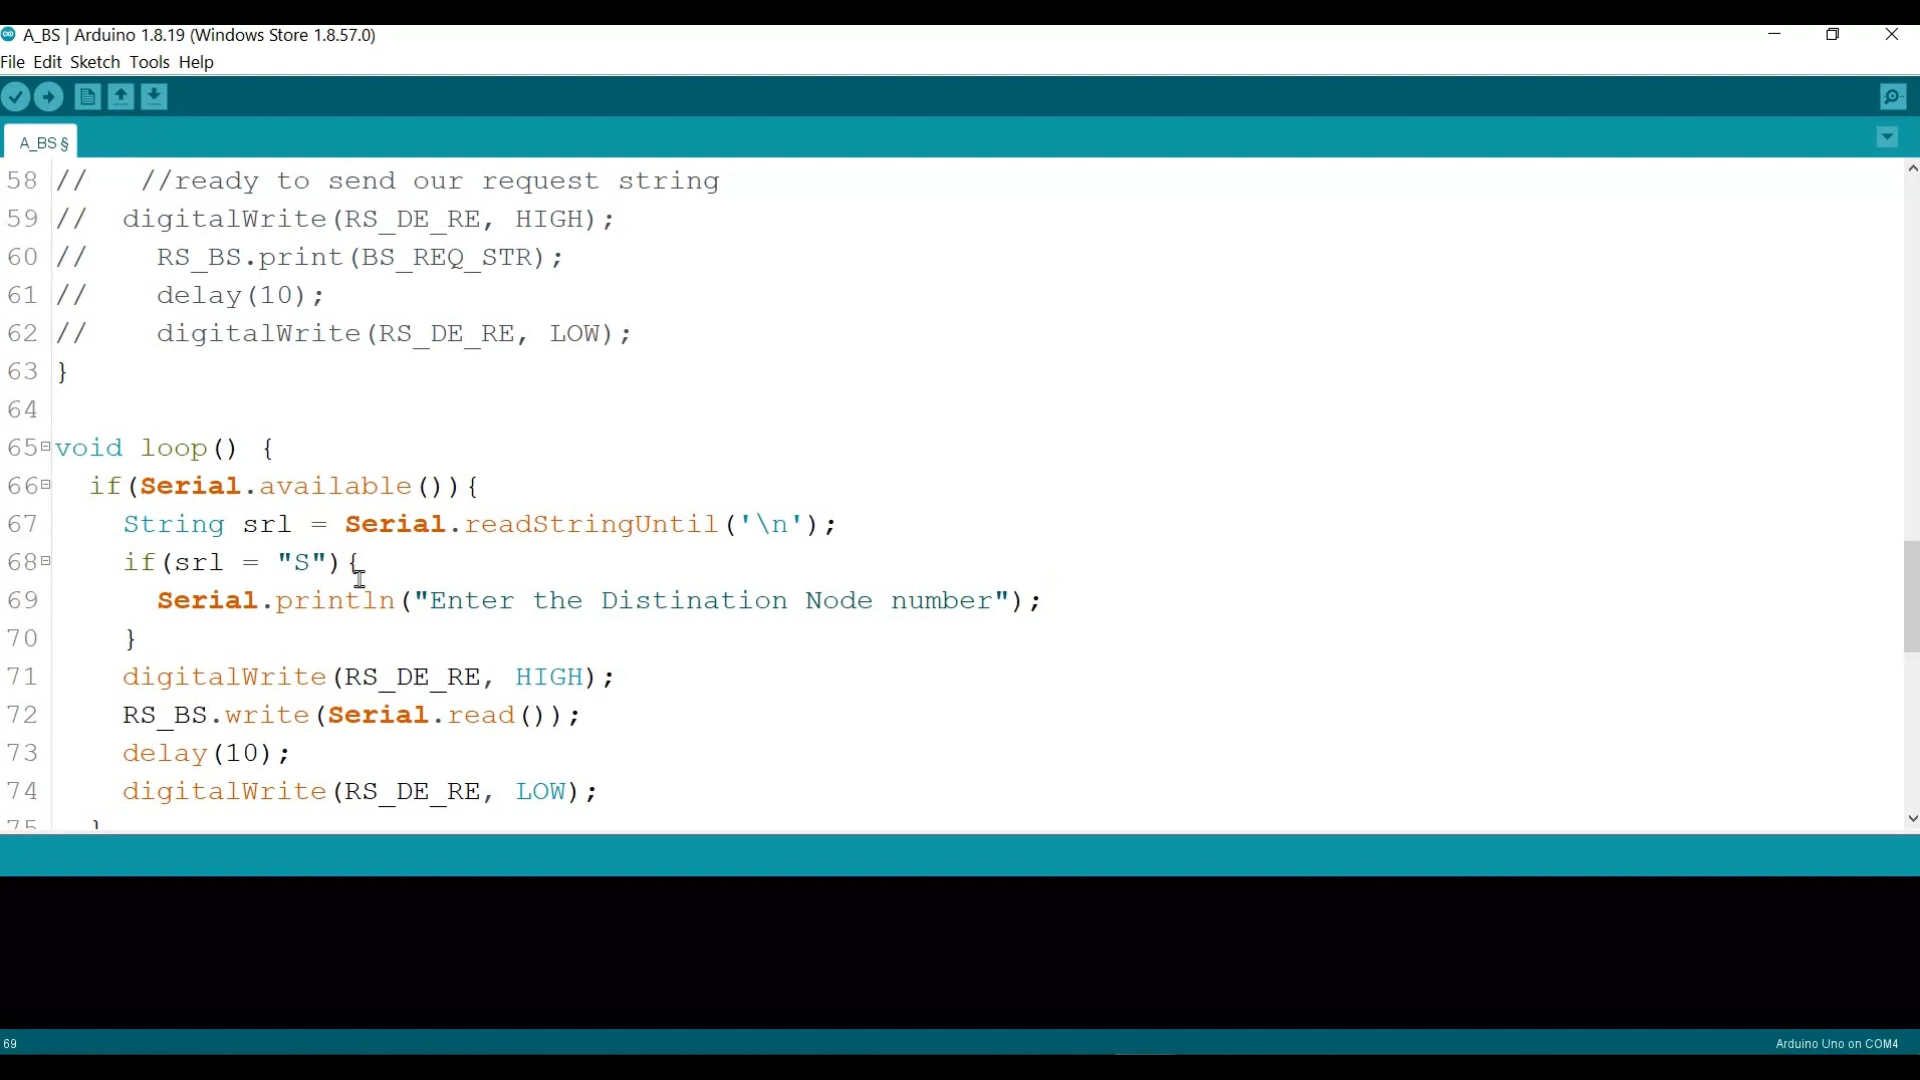 A_BS | Arduino 1.8.19 (Windows Store 1.8.57.0)
File Edit Sketch Tools Help
A_BS §
58 //   //ready to send our request string
59 //  digitalWrite(RS_DE_RE, HIGH);
60 //    RS_BS.print(BS_REQ_STR);
61 //    delay(10);
62 //    digitalWrite(RS_DE_RE, LOW);
63 }
64
65 void loop() {
66   if(Serial.available()){
67     String srl = Serial.readStringUntil('\n');
68     if(srl = "S"){
69       Serial.println("Enter the Distination Node number");
70     }
71     digitalWrite(RS_DE_RE, HIGH);
72     RS_BS.write(Serial.read());
73     delay(10);
74     digitalWrite(RS_DE_RE, LOW);
75   }
69
Arduino Uno on COM4